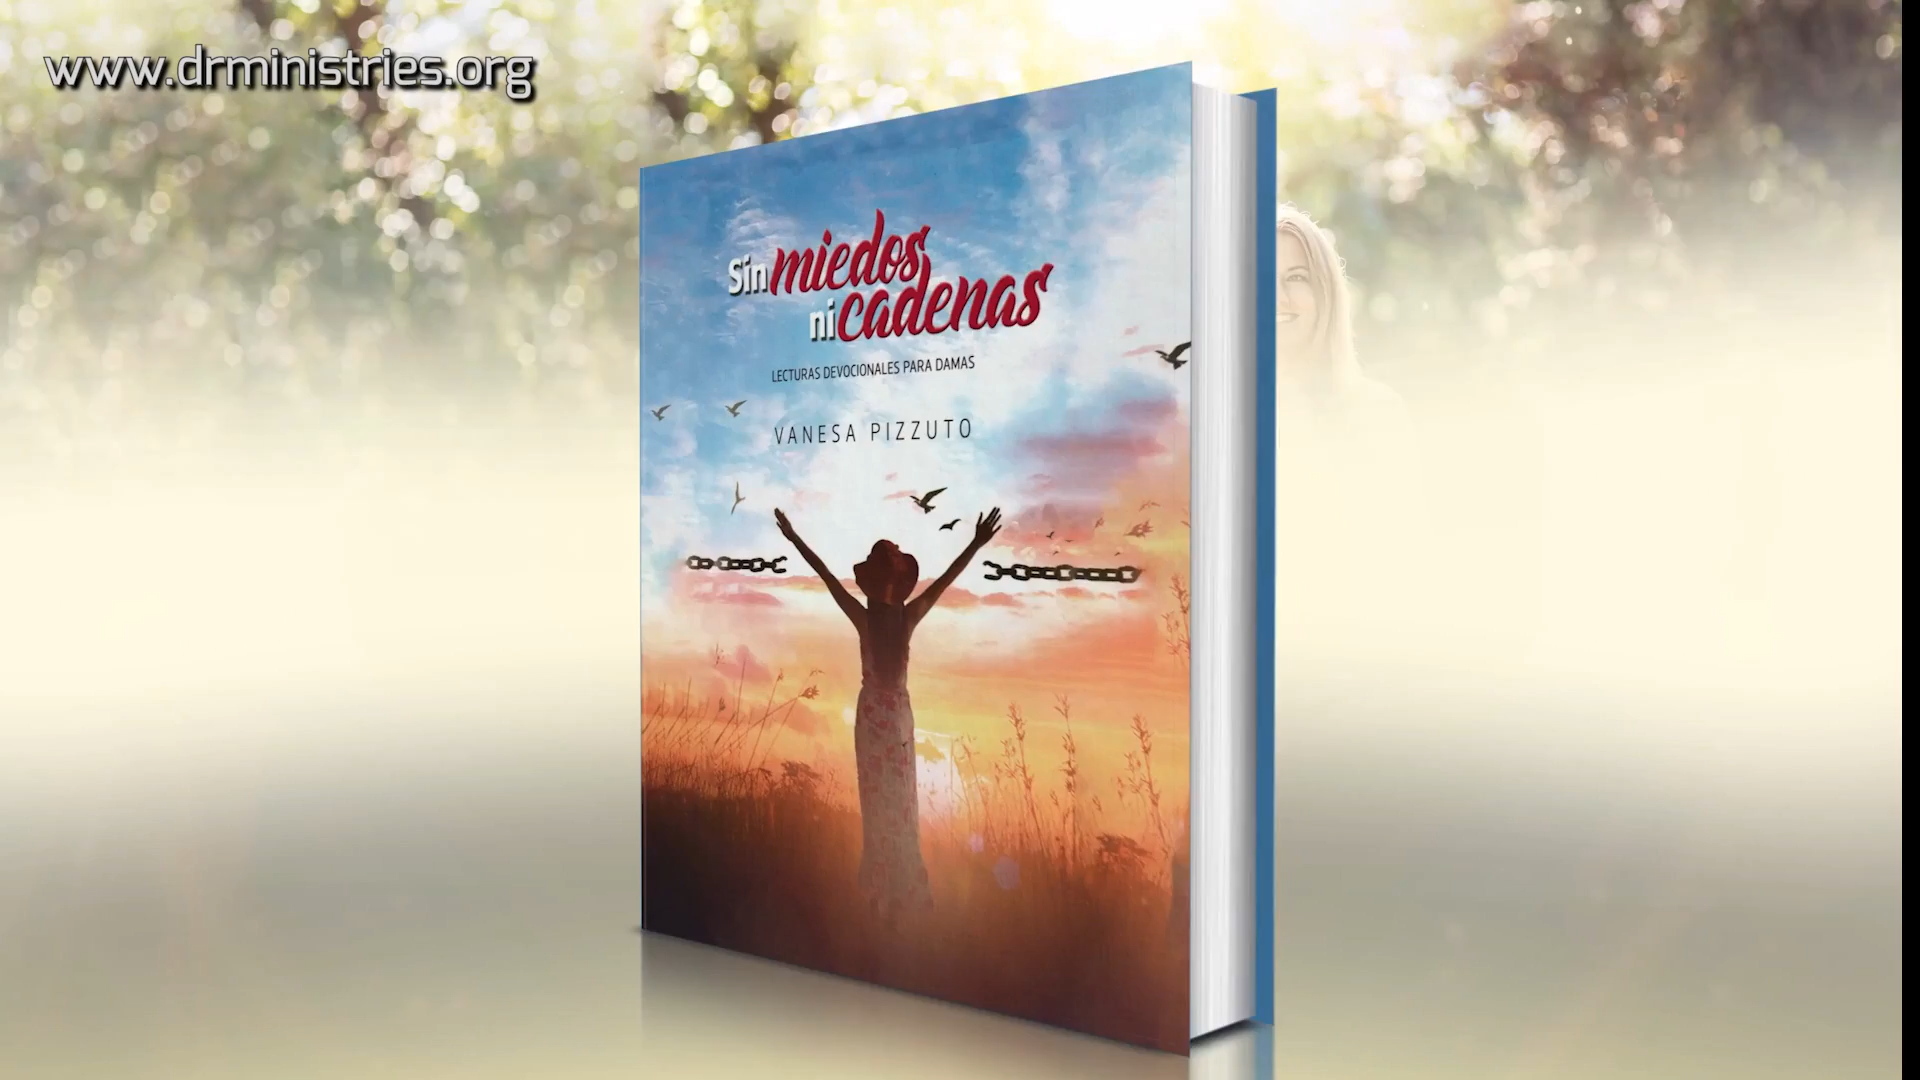 www.drministries.org
Sin miedos
ni cadenas
LECTURAS DEVOCIONALES PARA DAMAS
VANESA PIZZUTO